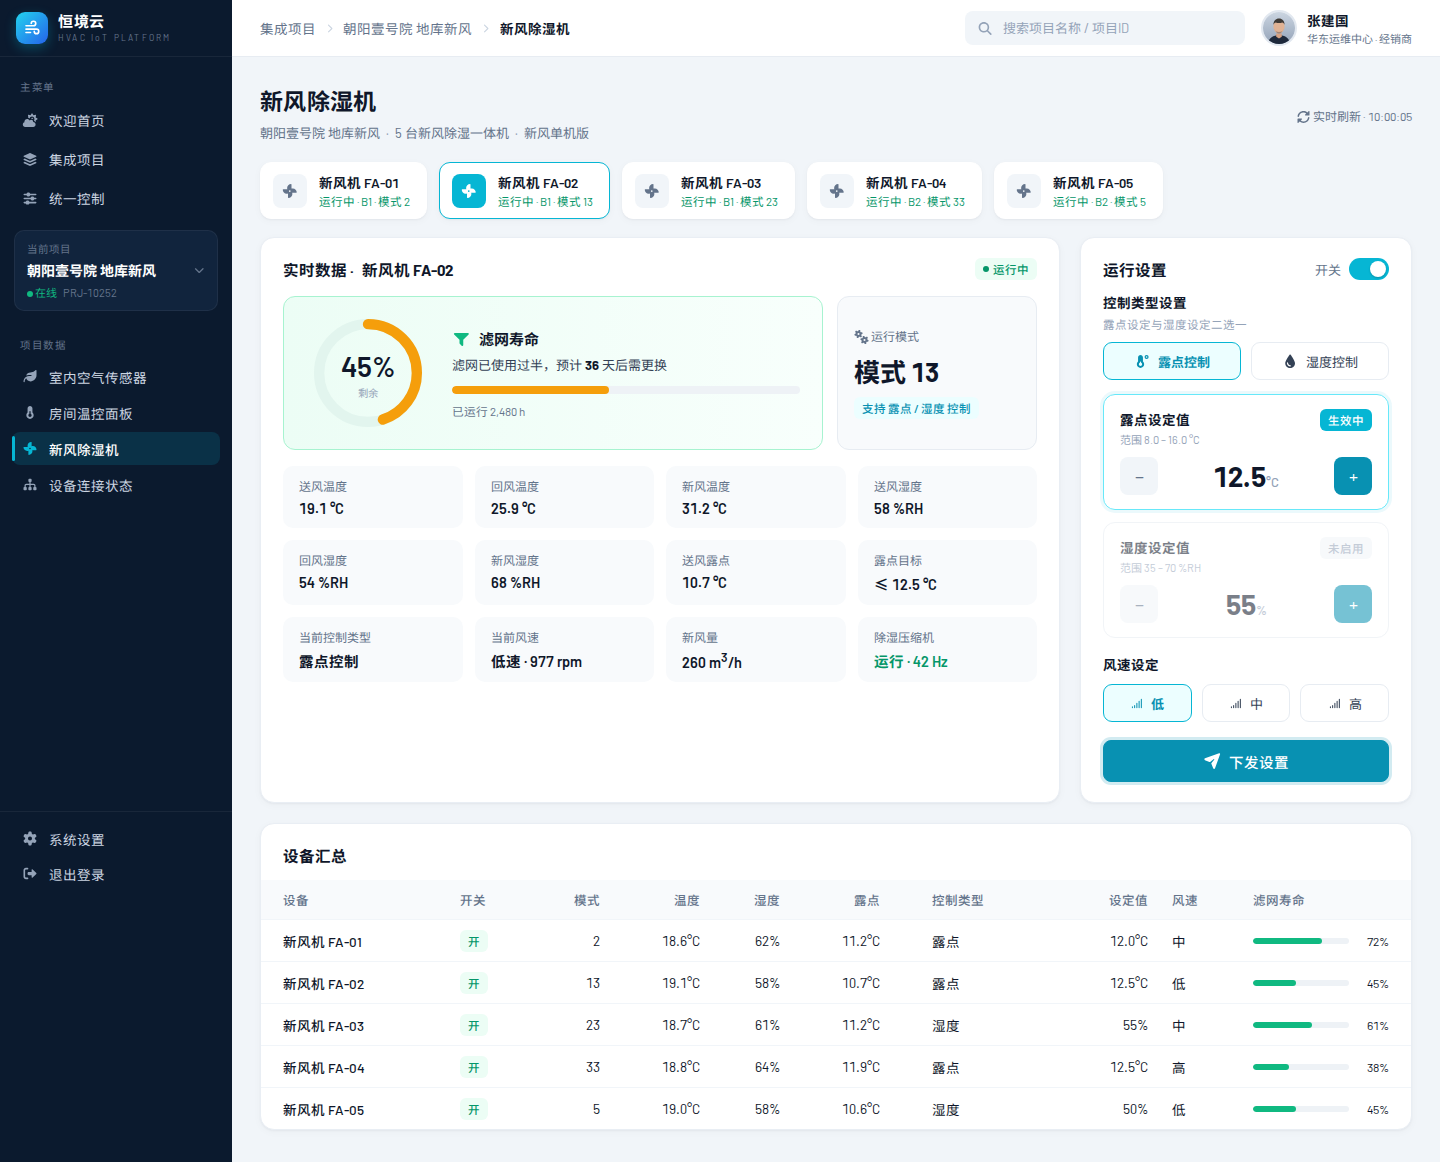 恒境云
HVAC IoT PLATFORM
主菜单
欢迎首页
集成项目
统一控制
当前项目
朝阳壹号院 地库新风
在线 PRJ-10252
项目数据
室内空气传感器
房间温控面板
新风除湿机
设备连接状态
系统设置
退出登录
集成项目 朝阳壹号院 地库新风 新风除湿机
搜索项目名称 / 项目ID
张建国
华东运维中心 · 经销商
新风除湿机
朝阳壹号院 地库新风 · 5 台新风除湿一体机 · 新风单机版
实时刷新 · 10:00:05
新风机 FA-01
运行中 · B1 · 模式 2
新风机 FA-02
运行中 · B1 · 模式 13
新风机 FA-03
运行中 · B1 · 模式 23
新风机 FA-04
运行中 · B2 · 模式 33
新风机 FA-05
运行中 · B2 · 模式 5
实时数据 · 新风机 FA-02
运行中
45%
剩余
滤网寿命
滤网已使用过半，预计 36 天后需更换
已运行 2,480 h
运行模式
模式 13
支持 露点 / 湿度 控制
送风温度
19.1 °C
回风温度
25.9 °C
新风温度
31.2 °C
送风湿度
58 %RH
回风湿度
54 %RH
新风湿度
68 %RH
送风露点
10.7 °C
露点目标
≤ 12.5 °C
当前控制类型
露点控制
当前风速
低速 · 977 rpm
新风量
260 m³/h
除湿压缩机
运行 · 42 Hz
运行设置
开关
控制类型设置
露点设定与湿度设定二选一
露点控制
湿度控制
露点设定值
生效中
范围 8.0 – 16.0 °C
− 12.5°C +
湿度设定值
未启用
范围 35 – 70 %RH
− 55% +
风速设定
低 中 高
下发设置
设备汇总
设备 开关 模式 温度 湿度 露点 控制类型 设定值 风速 滤网寿命
新风机 FA-01 开 2 18.6°C 62% 11.2°C 露点 12.0°C 中 72%
新风机 FA-02 开 13 19.1°C 58% 10.7°C 露点 12.5°C 低 45%
新风机 FA-03 开 23 18.7°C 61% 11.2°C 湿度 55% 中 61%
新风机 FA-04 开 33 18.8°C 64% 11.9°C 露点 12.5°C 高 38%
新风机 FA-05 开 5 19.0°C 58% 10.6°C 湿度 50% 低 45%